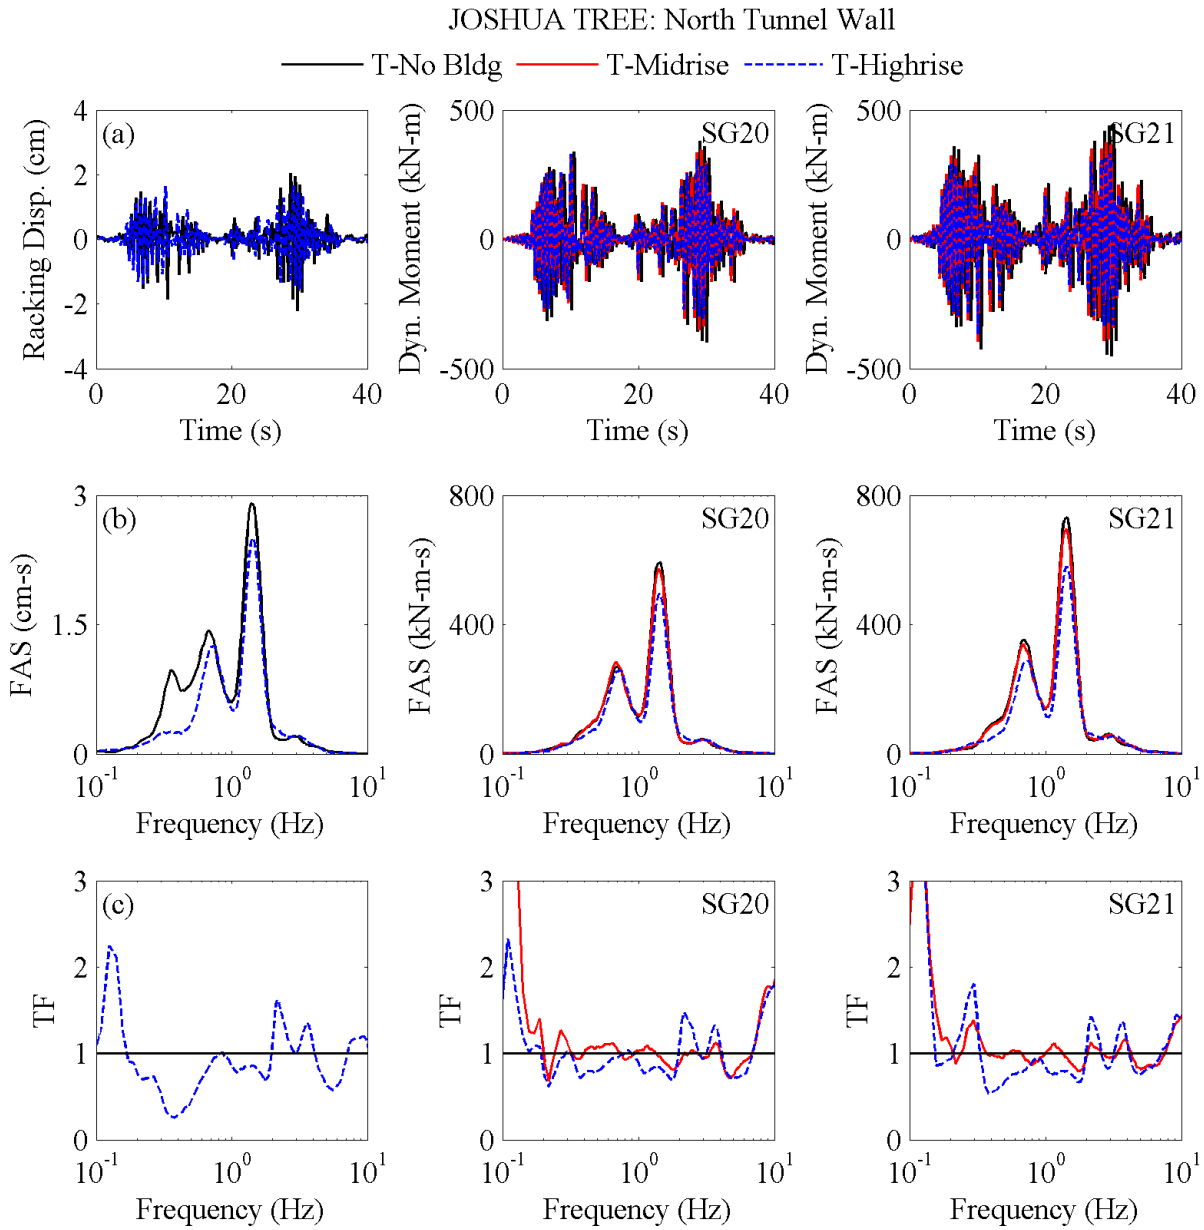 JOSHUA TREE: North Tunnel Wall
T-No Bldg T-Midrise T-Highrise
(a)
Racking Disp. (cm)
4
2
0
-2
-4
0 20 40
Time (s)
SG20
Dyn. Moment (kN-m)
500
0
-500
0 20 40
Time (s)
SG21
Dyn. Moment (kN-m)
500
0
-500
0 20 40
Time (s)
(b)
FAS (cm-s)
3
1.5
0
10^-1 10^0 10^1
Frequency (Hz)
SG20
FAS (kN-m-s)
800
400
0
10^-1 10^0 10^1
Frequency (Hz)
SG21
FAS (kN-m-s)
800
400
0
10^-1 10^0 10^1
Frequency (Hz)
(c)
TF
3
2
1
0
10^-1 10^0 10^1
Frequency (Hz)
SG20
TF
3
2
1
0
10^-1 10^0 10^1
Frequency (Hz)
SG21
TF
3
2
1
0
10^-1 10^0 10^1
Frequency (Hz)